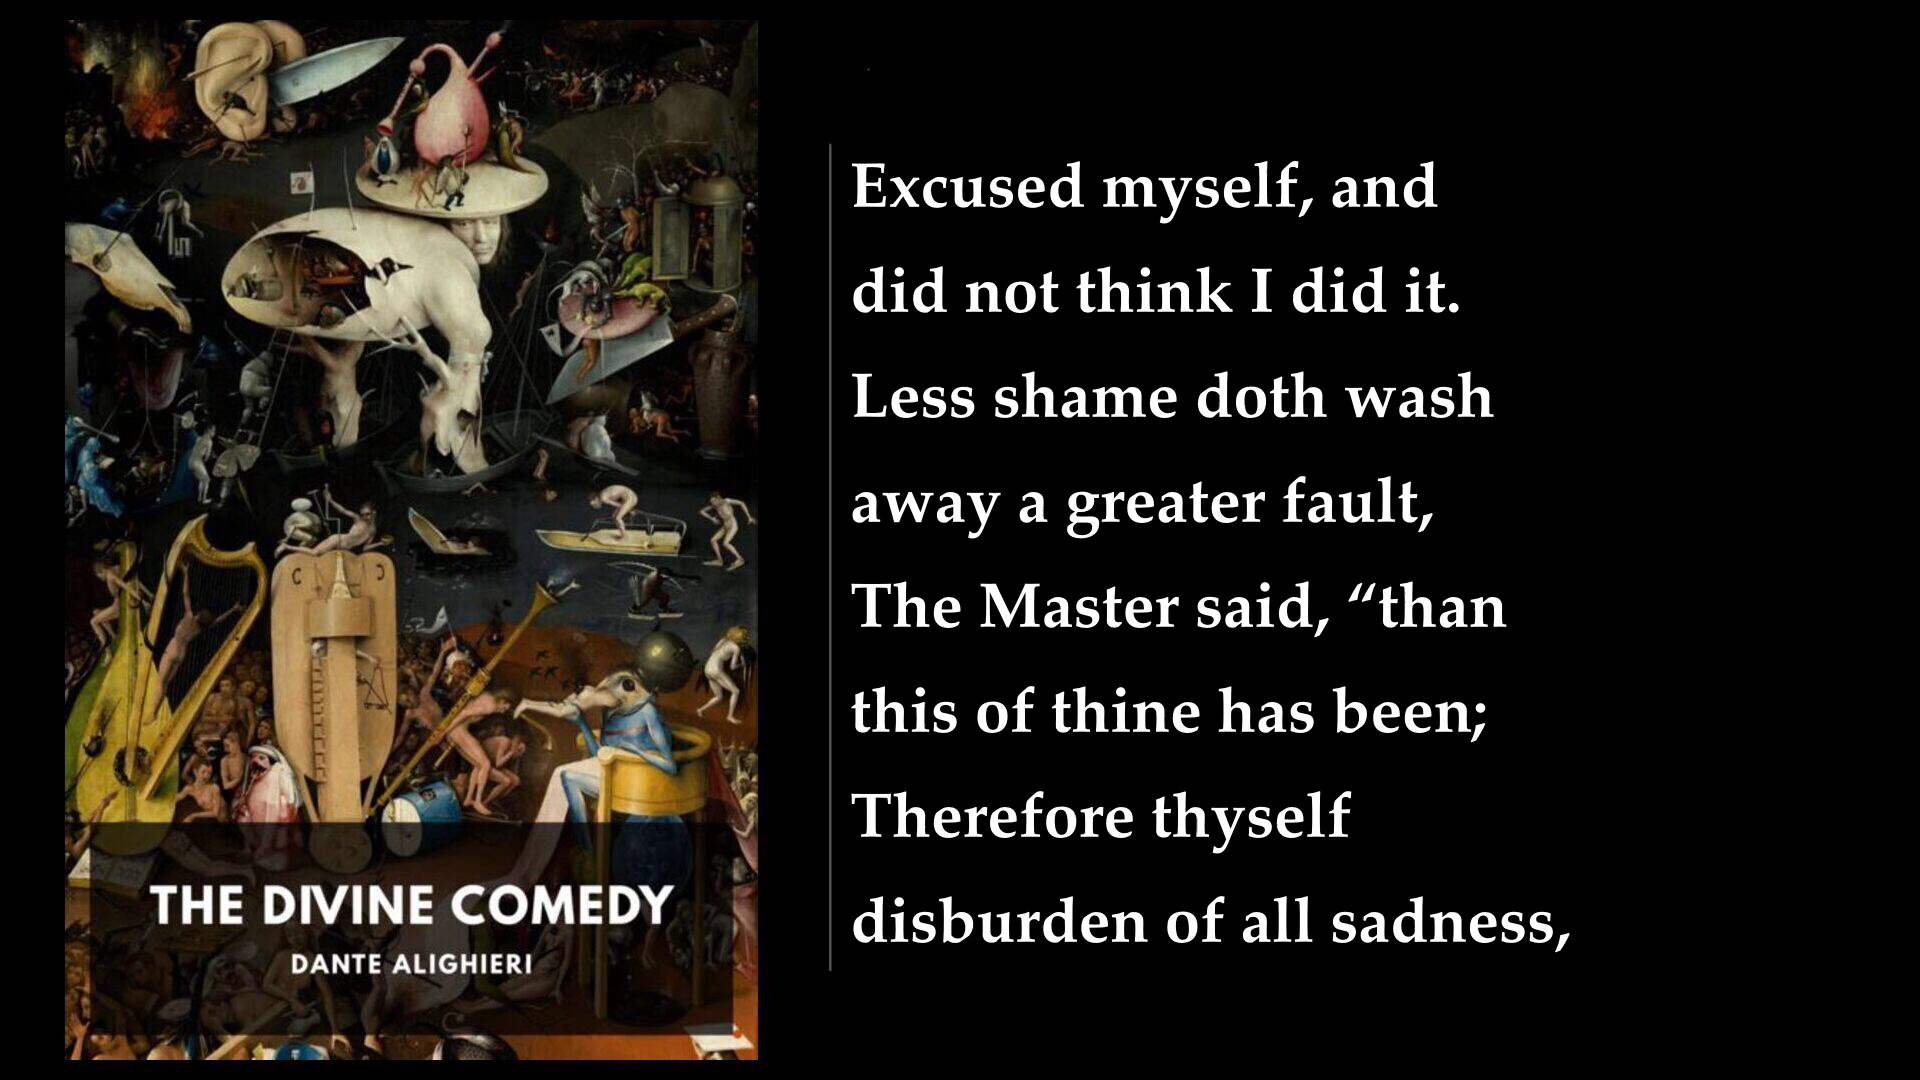 THE DIVINE COMEDY
DANTE ALIGHIERI
Excused myself, and
did not think I did it.
Less shame doth wash
away a greater fault,
The Master said, “than
this of thine has been;
Therefore thyself
disburden of all sadness,